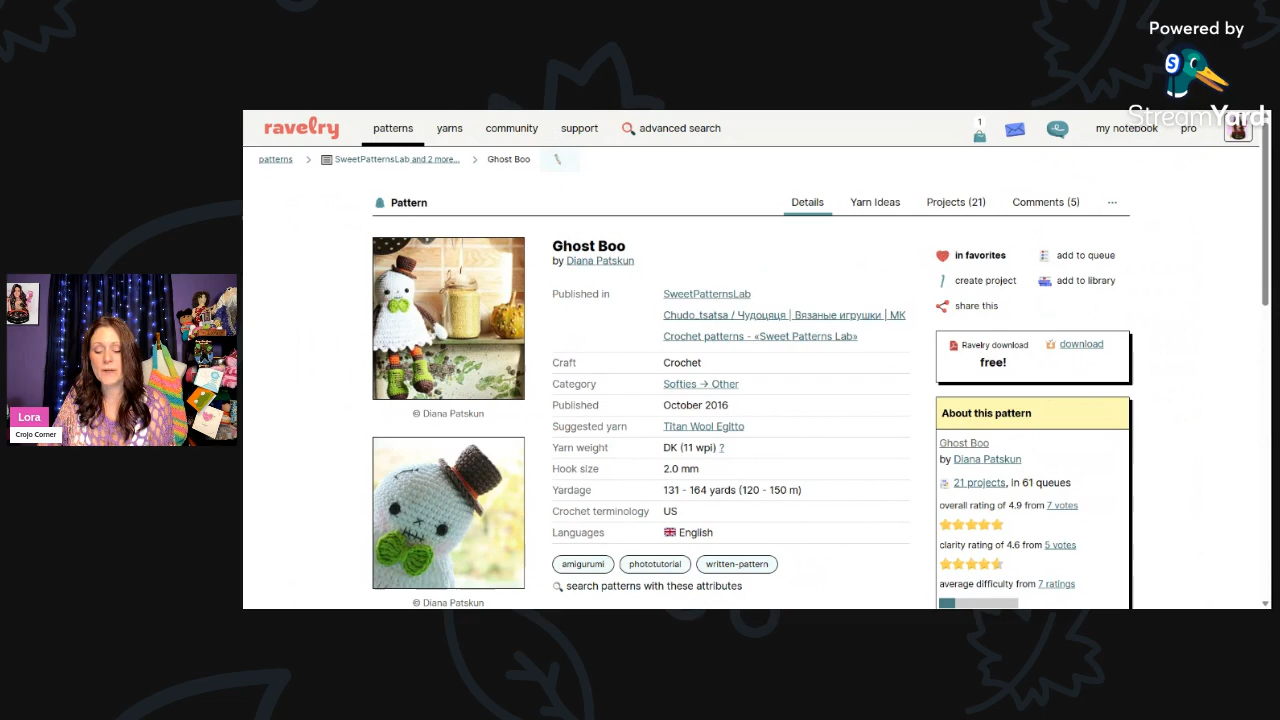 Powered by
StreamYard
ravelry
patterns yarns community support advanced search 1 my notebook pro
patterns SweetPatternsLab and 2 more... Ghost Boo
Pattern Details Yarn Ideas Projects (21) Comments (5) ...
Ghost Boo
by Diana Patskun
Published in SweetPatternsLab
Chudo_tsatsa / Чудоцяця | Вязаные игрушки | МК
Crochet patterns - «Sweet Patterns Lab»
Craft Crochet
Category Softies → Other
Published October 2016
Suggested yarn Titan Wool Egitto
Yarn weight DK (11 wpi) ?
Hook size 2.0 mm
Yardage 131 - 164 yards (120 - 150 m)
Crochet terminology US
Languages English
amigurumi phototutorial written-pattern
search patterns with these attributes
© Diana Patskun
© Diana Patskun
in favorites add to queue
create project add to library
share this
Ravelry download download
free!
About this pattern
Ghost Boo
by Diana Patskun
21 projects, in 61 queues
overall rating of 4.9 from 7 votes
clarity rating of 4.6 from 5 votes
average difficulty from 7 ratings
Lora
Crojo Corner